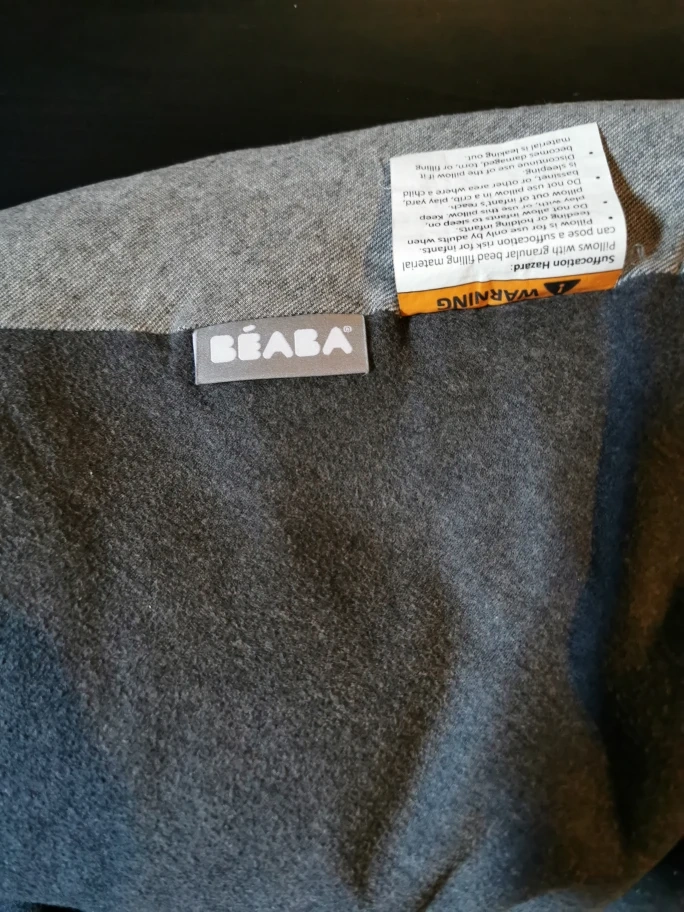 BÉABA®
WARNING
Suffocation Hazard:
Pillows with granular bead filling material
can pose a suffocation risk for infants.
• Pillow is for use only by adults when
feeding or holding infants.
• Do not allow infants to sleep on,
play with, or use this pillow. Keep
out of infant's reach.
• Do not use pillow in a crib, play yard,
bassinet, or other area where a child
is sleeping.
• Discontinue use of the pillow if it
becomes damaged, or torn, or filling
material is leaking out.